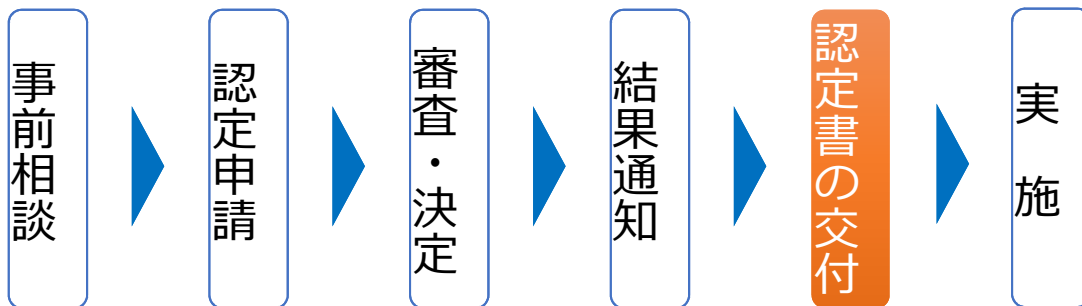 事前相談
認定申請
審査・決定
結果通知
認定書の交付
実施